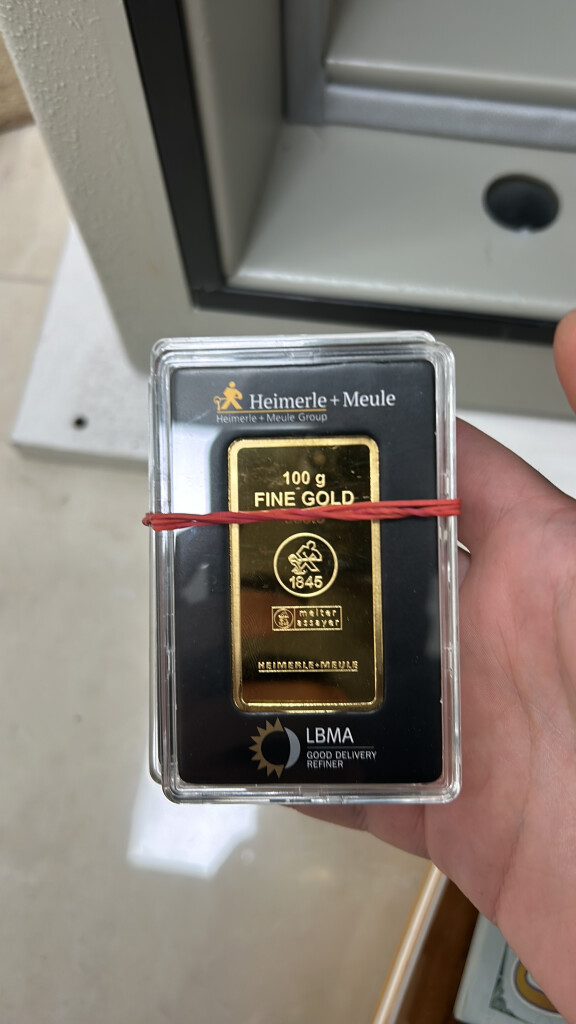 Heimerle + Meule
Heimerle + Meule Group
100 g
FINE GOLD
1845
melter
assayer
HEIMERLE+MEULE
LBMA
GOOD DELIVERY
REFINER